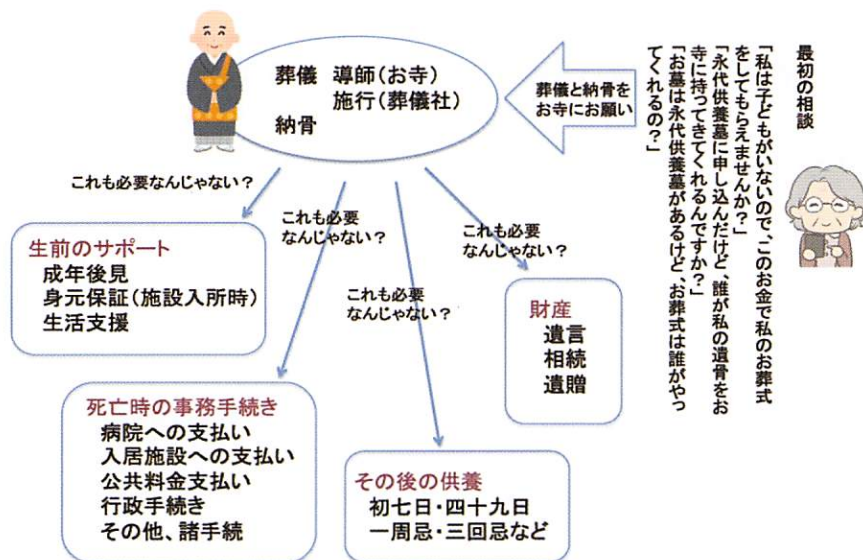 最初の相談
「私は子どもがいないので、このお金で私のお葬式
をしてもらえませんか？」
「永代供養墓に申し込んだけど、誰が私の遺骨をお
寺に持ってきてくれるんですか？」
「お墓は永代供養墓があるけど、お葬式は誰がやっ
てくれるの？」
葬儀と納骨を
お寺にお願い
葬儀　導師（お寺）
施行（葬儀社）
納骨
これも必要なんじゃない？
これも必要
なんじゃない？
これも必要
なんじゃない？
これも必要
なんじゃない？
生前のサポート
成年後見
身元保証（施設入所時）
生活支援
死亡時の事務手続き
病院への支払い
入居施設への支払い
公共料金支払い
行政手続き
その他、諸手続
その後の供養
初七日・四十九日
一周忌・三回忌など
財産
遺言
相続
遺贈